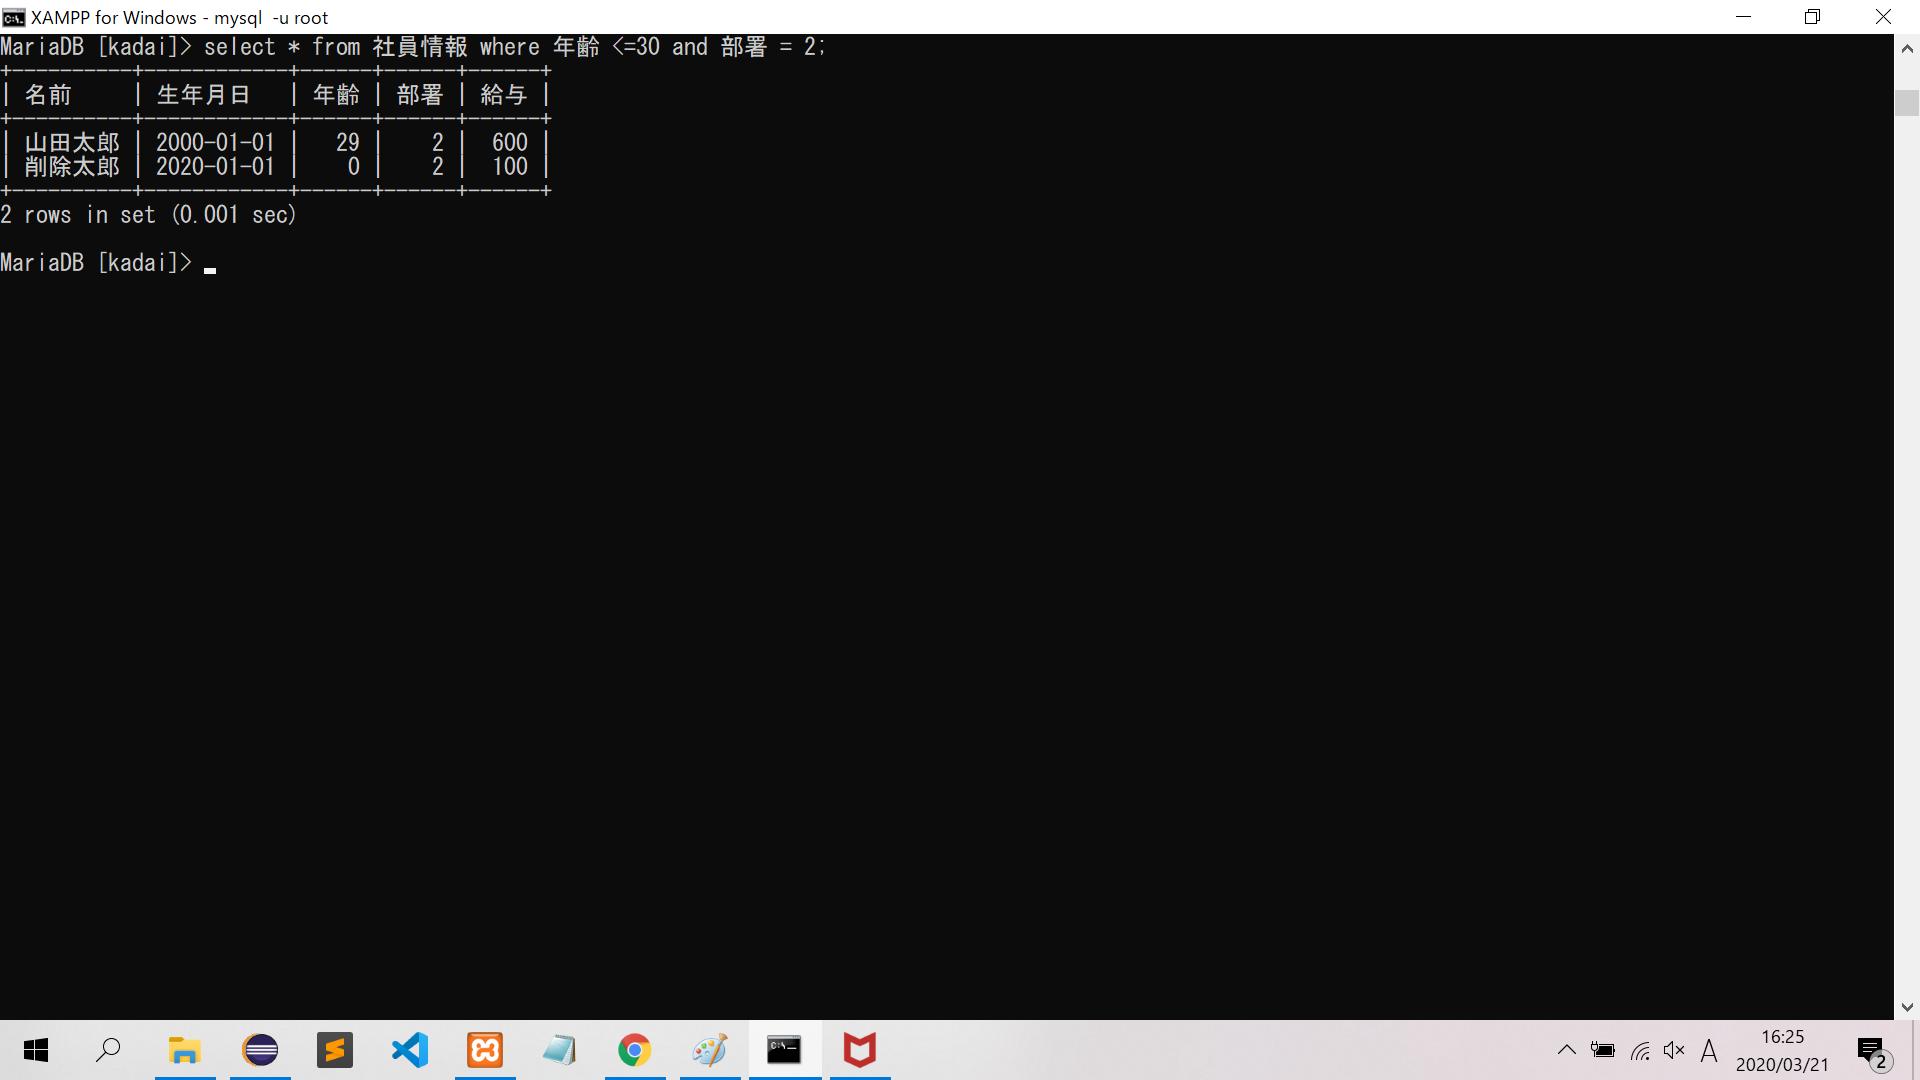 XAMPP for Windows - mysql  -u root
MariaDB [kadai]> select * from 社員情報 where 年齢 <=30 and 部署 = 2;
+----------+------------+------+------+------+
| 名前     | 生年月日   | 年齢 | 部署 | 給与 |
+----------+------------+------+------+------+
| 山田太郎 | 2000-01-01 |   29 |    2 |  600 |
| 削除太郎 | 2020-01-01 |    0 |    2 |  100 |
+----------+------------+------+------+------+
2 rows in set (0.001 sec)
MariaDB [kadai]>
A
16:25
2020/03/21
2